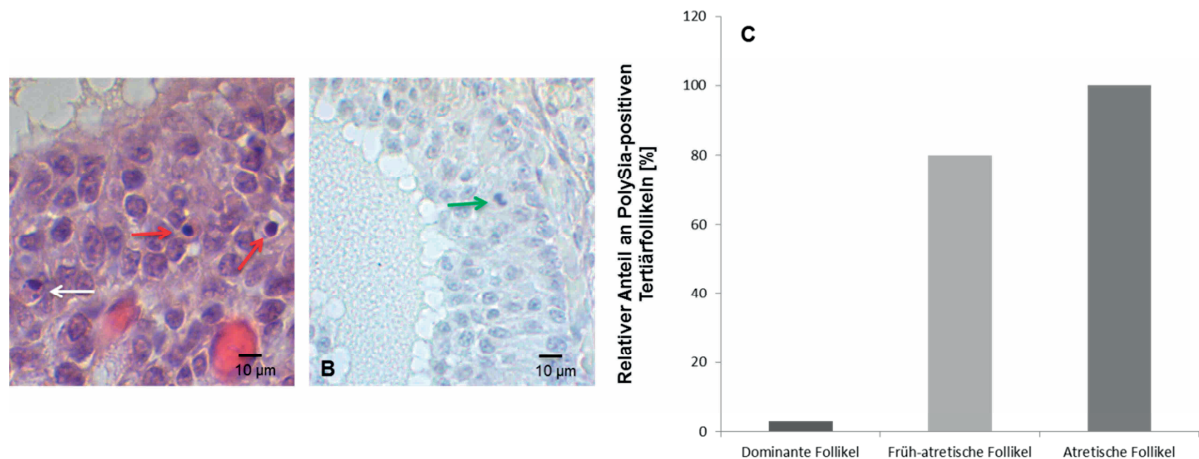 10 µm
B
10 µm
Relativer Anteil an PolySia-positiven
Tertiärfollikeln [%]
C
120
100
80
60
40
20
0
Dominante Follikel
Früh-atretische Follikel
Atretische Follikel